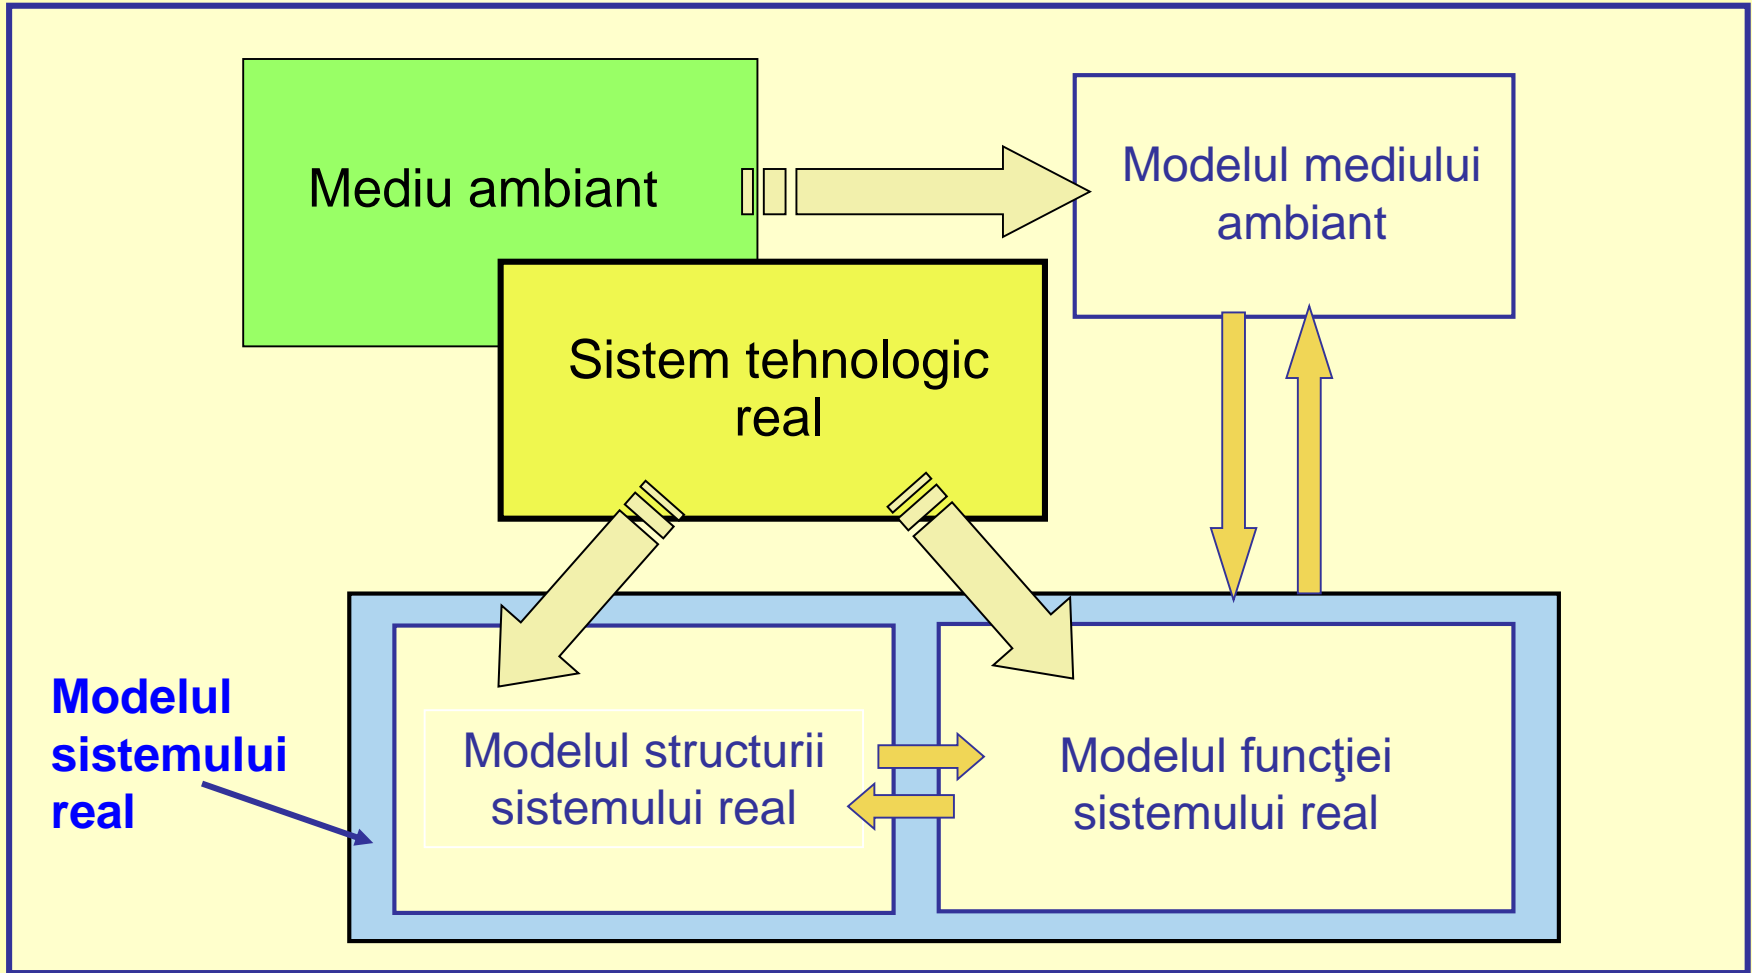 Mediu ambiant
Modelul mediului
ambiant
Sistem tehnologic
real
Modelul
sistemului
real
Modelul structurii
sistemului real
Modelul funcţiei
sistemului real